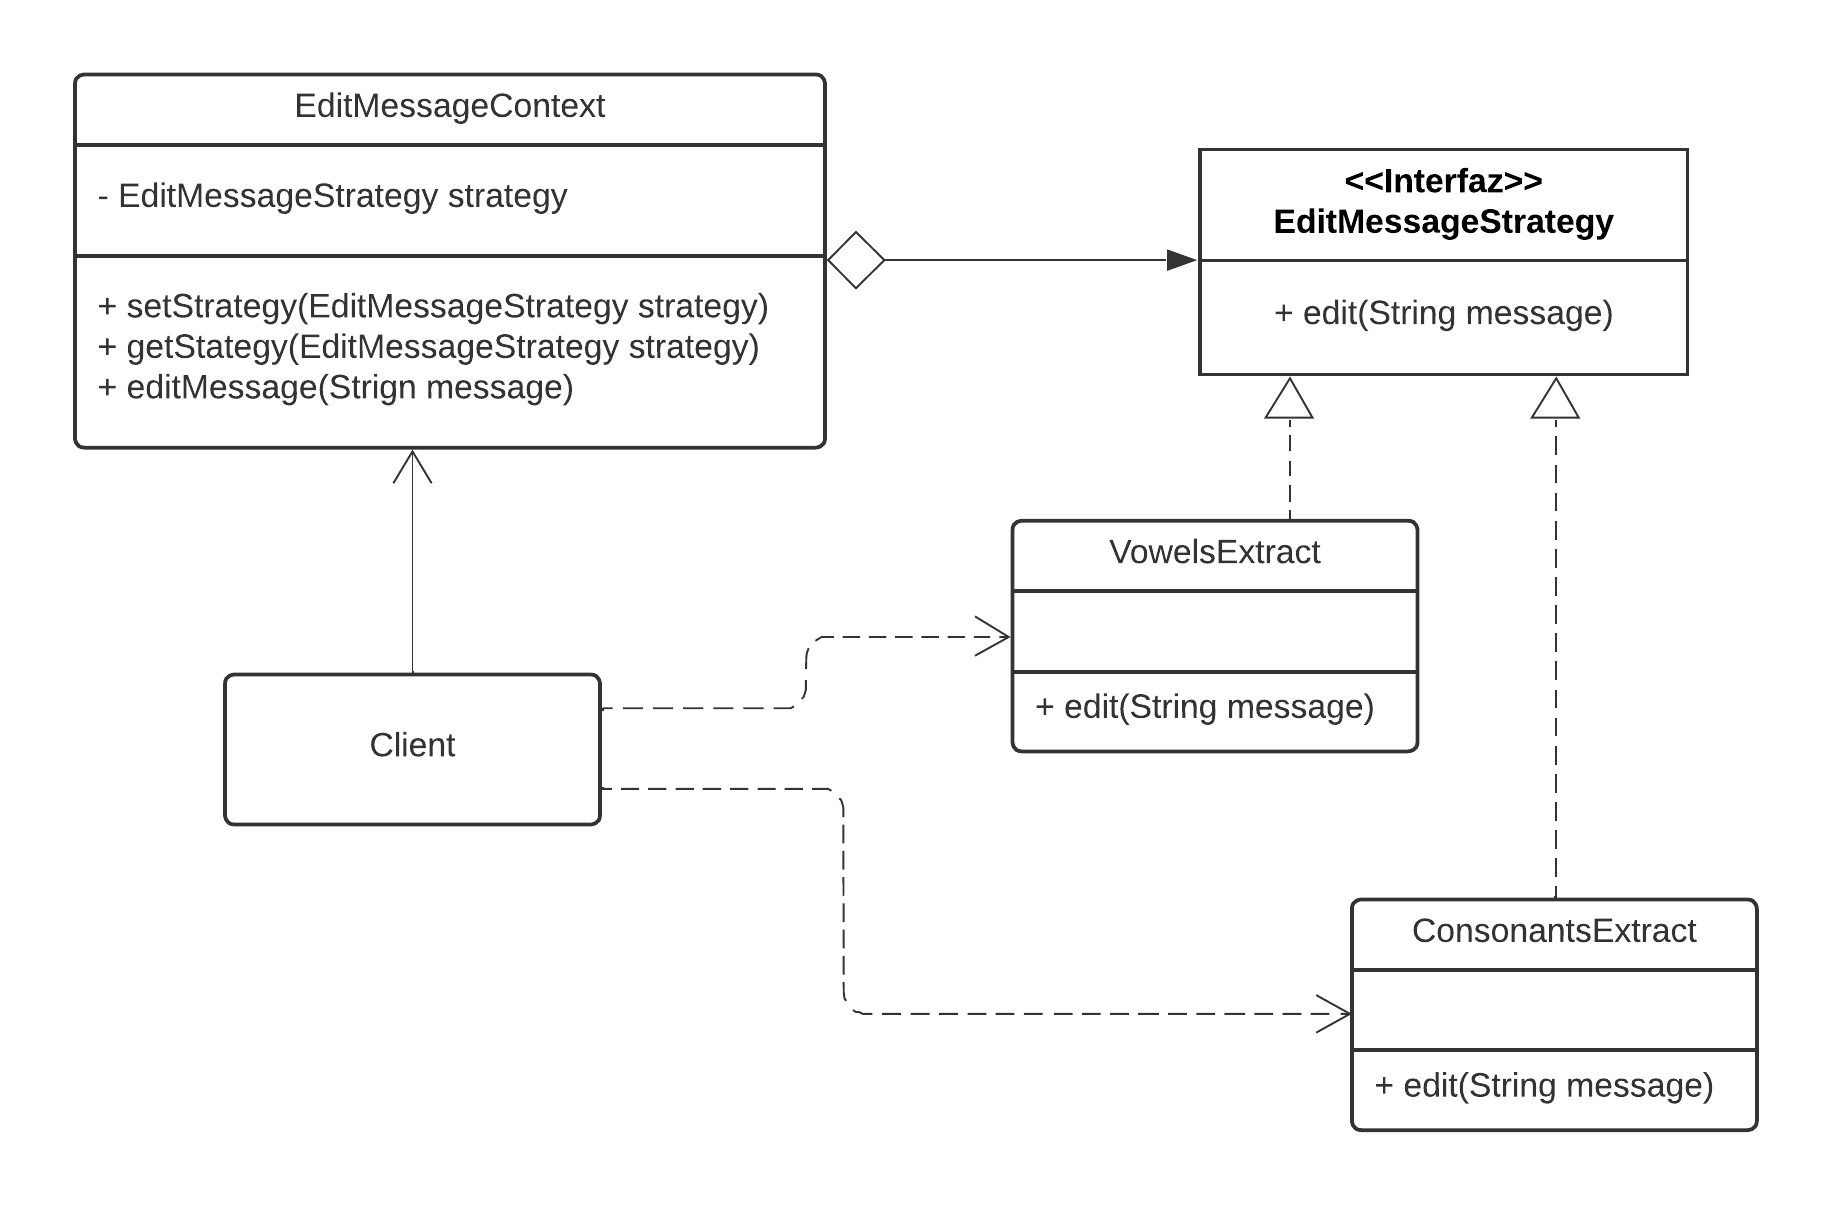 EditMessageContext
- EditMessageStrategy strategy
+ setStrategy(EditMessageStrategy strategy)
+ getStategy(EditMessageStrategy strategy)
+ editMessage(Strign message)
<<Interfaz>>
EditMessageStrategy
+ edit(String message)
VowelsExtract
+ edit(String message)
Client
ConsonantsExtract
+ edit(String message)